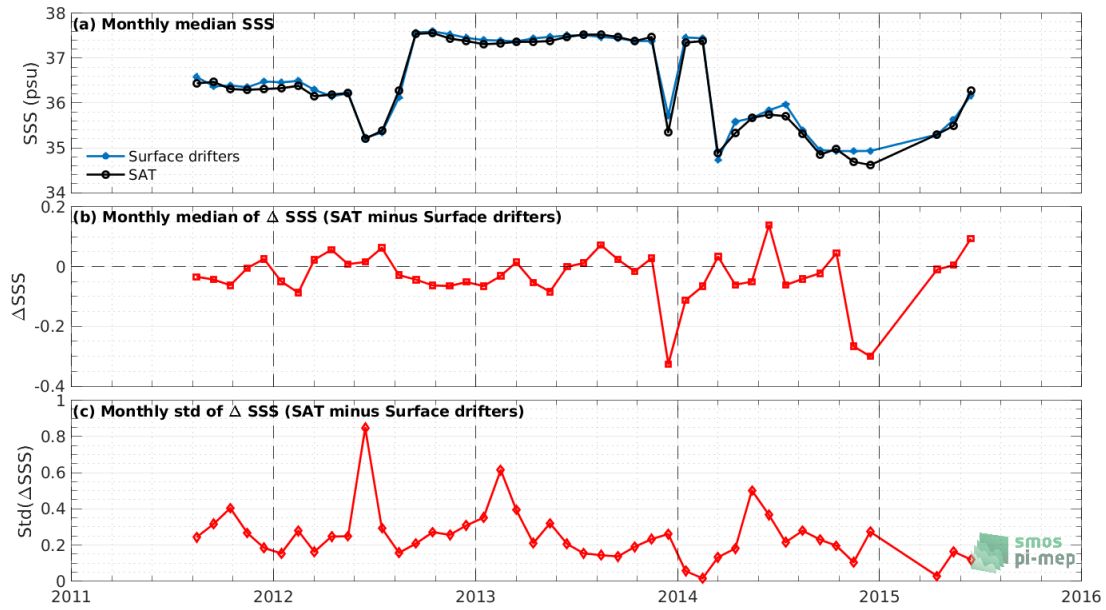 (a) Monthly median SSS
38
37
36
35
34
SSS (psu)
Surface drifters
SAT
(b) Monthly median of Δ SSS (SAT minus Surface drifters)
0.2
0
-0.2
-0.4
ΔSSS
(c) Monthly std of Δ SSS (SAT minus Surface drifters)
1
0.8
0.6
0.4
0.2
0
Std(ΔSSS)
smos
pi-mep
2011 2012 2013 2014 2015 2016